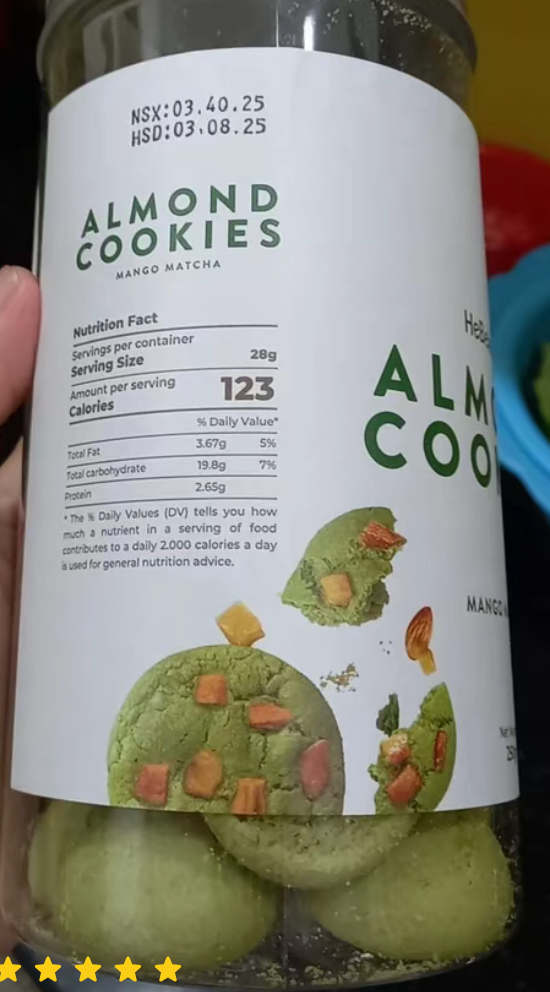 NSX:03.40.25
HSD:03.08.25
ALMOND
COOKIES
MANGO MATCHA
Nutrition Fact
Servings per container
Serving Size 28g
Amount per serving
Calories 123
% Daily Value*
Total Fat 3.67g 5%
Total carbohydrate 19.8g 7%
Protein 2.65g
* The % Daily Values (DV) tells you how
much a nutrient in a serving of food
contributes to a daily 2.000 calories a day
is used for general nutrition advice.
ALM
COO
MANGO